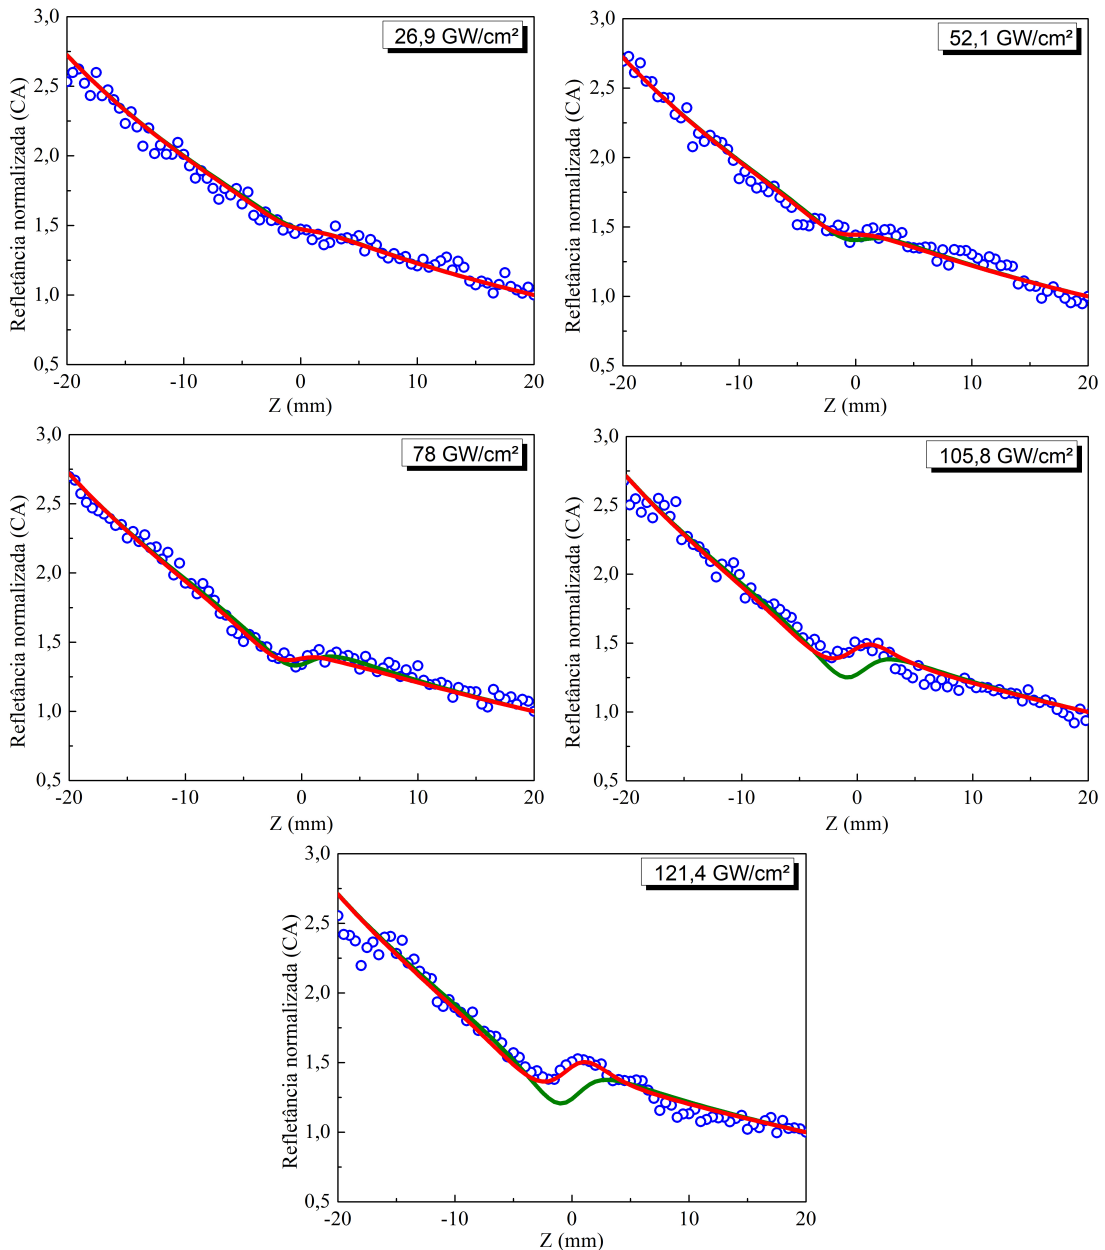 26,9 GW/cm²
Refletância normalizada (CA)
3,0
2,5
2,0
1,5
1,0
0,5
-20 -10 0 10 20
Z (mm)
52,1 GW/cm²
Refletância normalizada (CA)
3,0
2,5
2,0
1,5
1,0
0,5
-20 -10 0 10 20
Z (mm)
78 GW/cm²
Refletância normalizada (CA)
3,0
2,5
2,0
1,5
1,0
0,5
-20 -10 0 10 20
Z (mm)
105,8 GW/cm²
Refletância normalizada (CA)
3,0
2,5
2,0
1,5
1,0
0,5
-20 -10 0 10 20
Z (mm)
121,4 GW/cm²
Refletância normalizada (CA)
3,0
2,5
2,0
1,5
1,0
0,5
-20 -10 0 10 20
Z (mm)